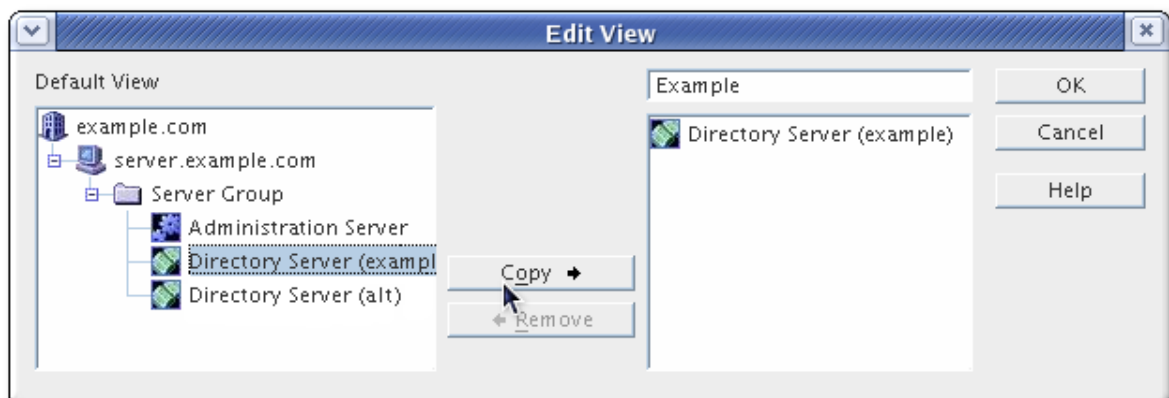 Edit View
Default View
example.com
server.example.com
Server Group
Administration Server
Directory Server (exampl
Directory Server (alt)
Copy
Remove
Example
Directory Server (example)
OK
Cancel
Help